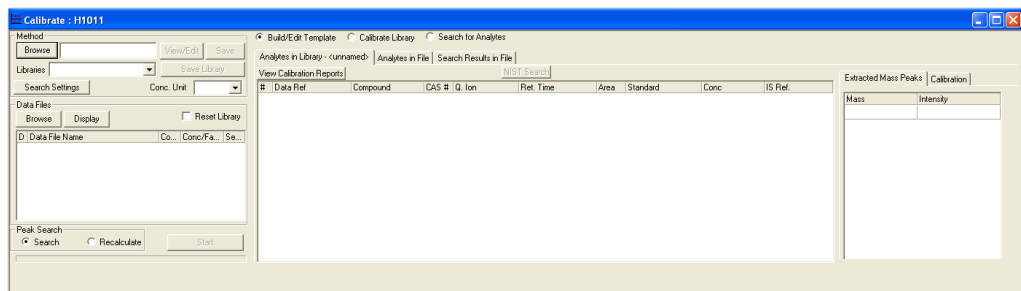 Calibrate : H1011
Method
Browse View/Edit Save
Libraries Save Library
Search Settings Conc. Unit
Data Files
Browse Display Reset Library
D Data File Name Co... Conc/Fa... Se...
Peak Search
Search Recalculate Start
Build/Edit Template Calibrate Library Search for Analytes
Analytes in Library - <unnamed> Analytes in File Search Results in File
View Calibration Reports NIST Search
# Data Ref Compound CAS # Q. Ion Ret. Time Area Standard Conc IS Ref.
Extracted Mass Peaks Calibration
Mass Intensity